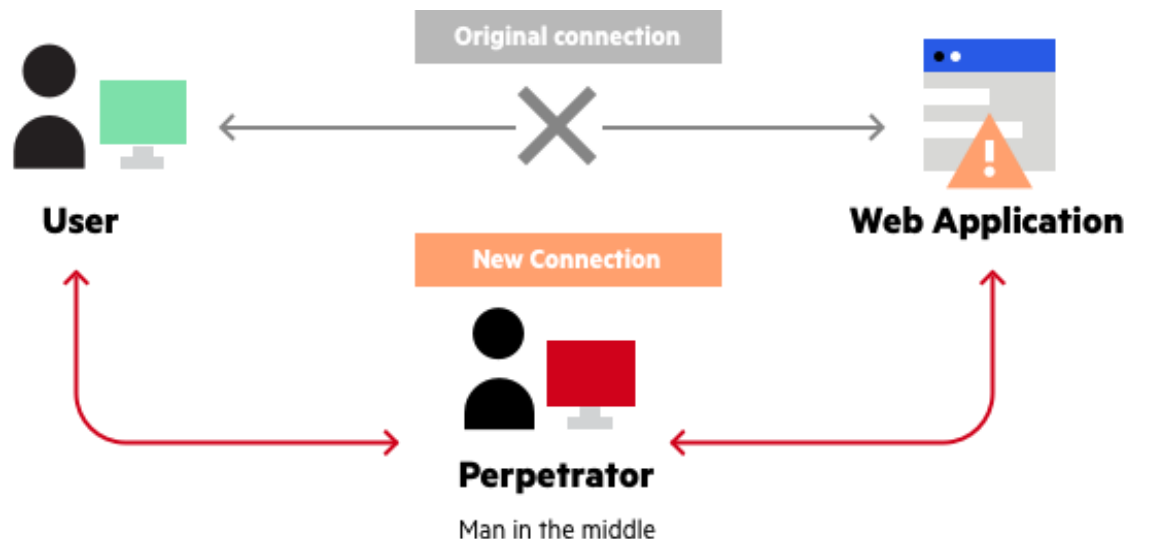 Original connection
User
Web Application
New Connection
Perpetrator
Man in the middle